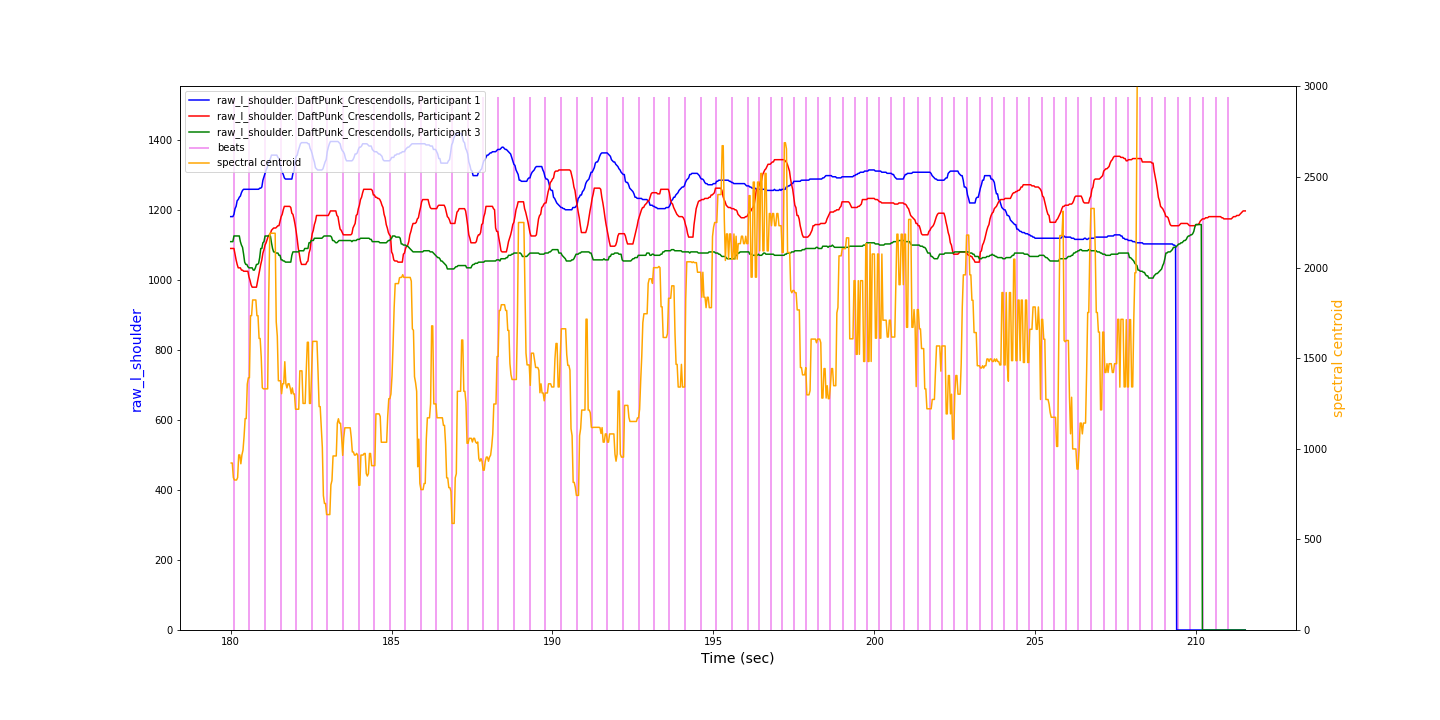 raw_l_shoulder. DaftPunk_Crescendolls, Participant 1
raw_l_shoulder. DaftPunk_Crescendolls, Participant 2
raw_l_shoulder. DaftPunk_Crescendolls, Participant 3
beats
spectral centroid
raw_l_shoulder
1400
1200
1000
800
600
400
200
0
3000
2500
2000
1500
1000
500
0
spectral centroid
180 185 190 195 200 205 210
Time (sec)